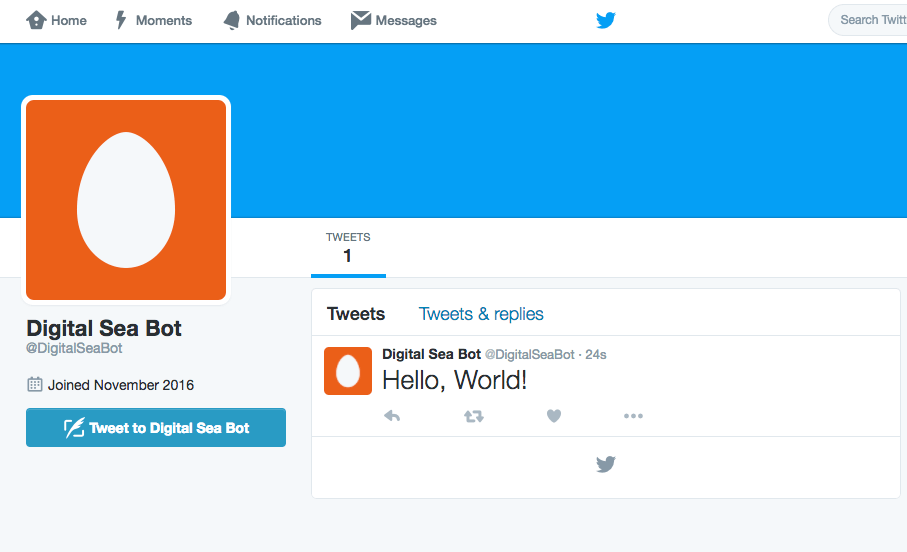 Home Moments Notifications Messages Search Twitt
TWEETS
1
Digital Sea Bot
@DigitalSeaBot
Joined November 2016
Tweet to Digital Sea Bot
Tweets Tweets & replies
Digital Sea Bot @DigitalSeaBot · 24s
Hello, World!